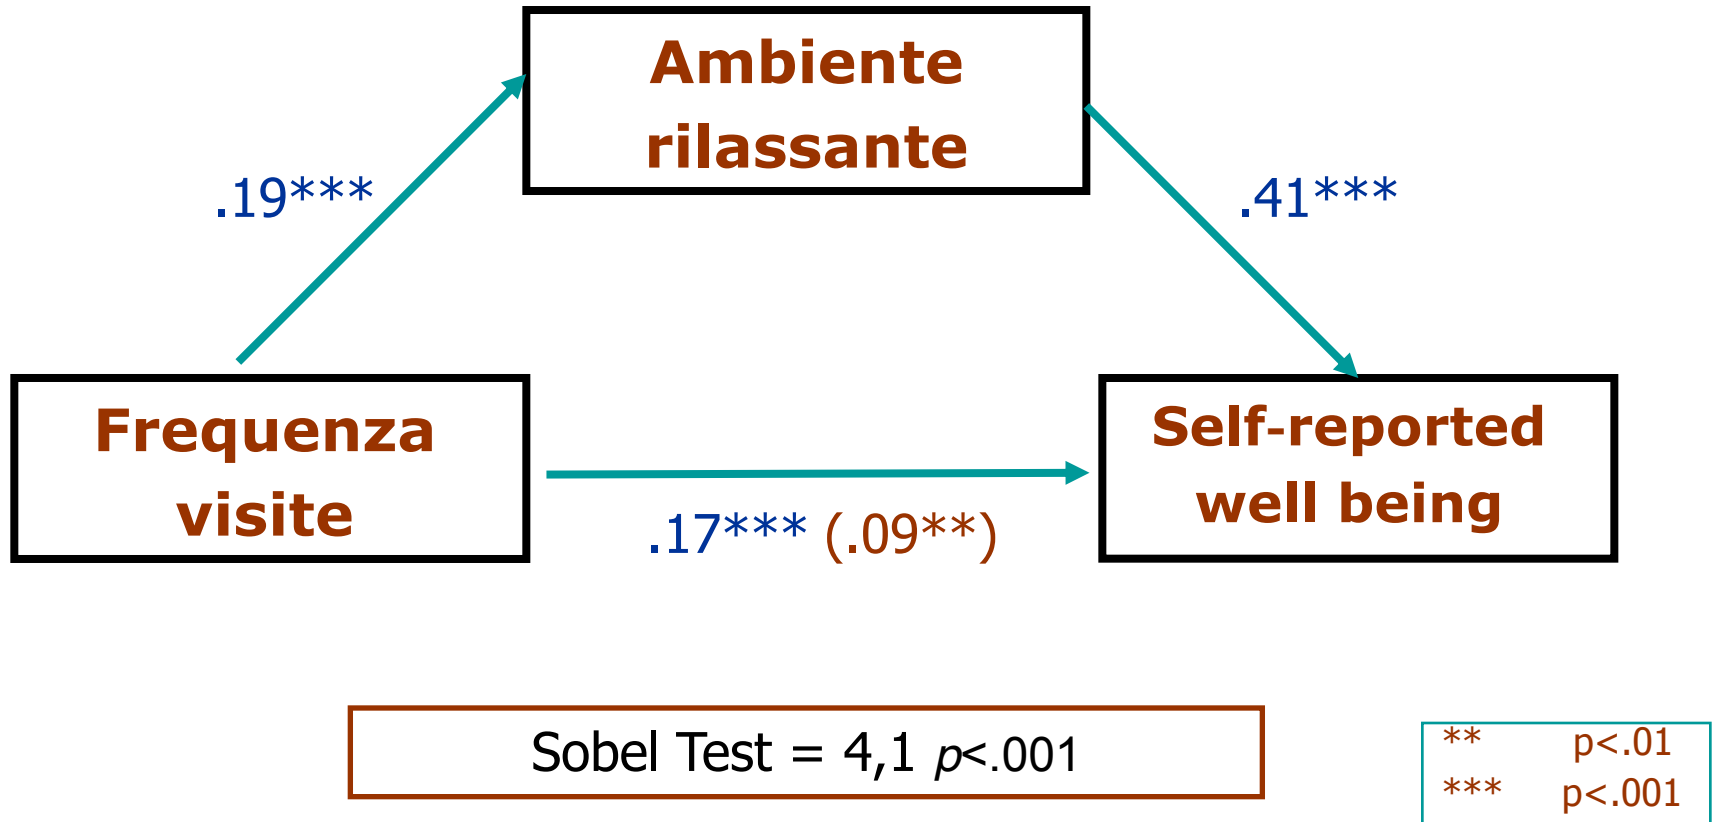 Ambiente
rilassante
.19***
.41***
Frequenza
visite
Self-reported
well being
.17*** (.09**)
Sobel Test = 4,1 p<.001
** p<.01
*** p<.001